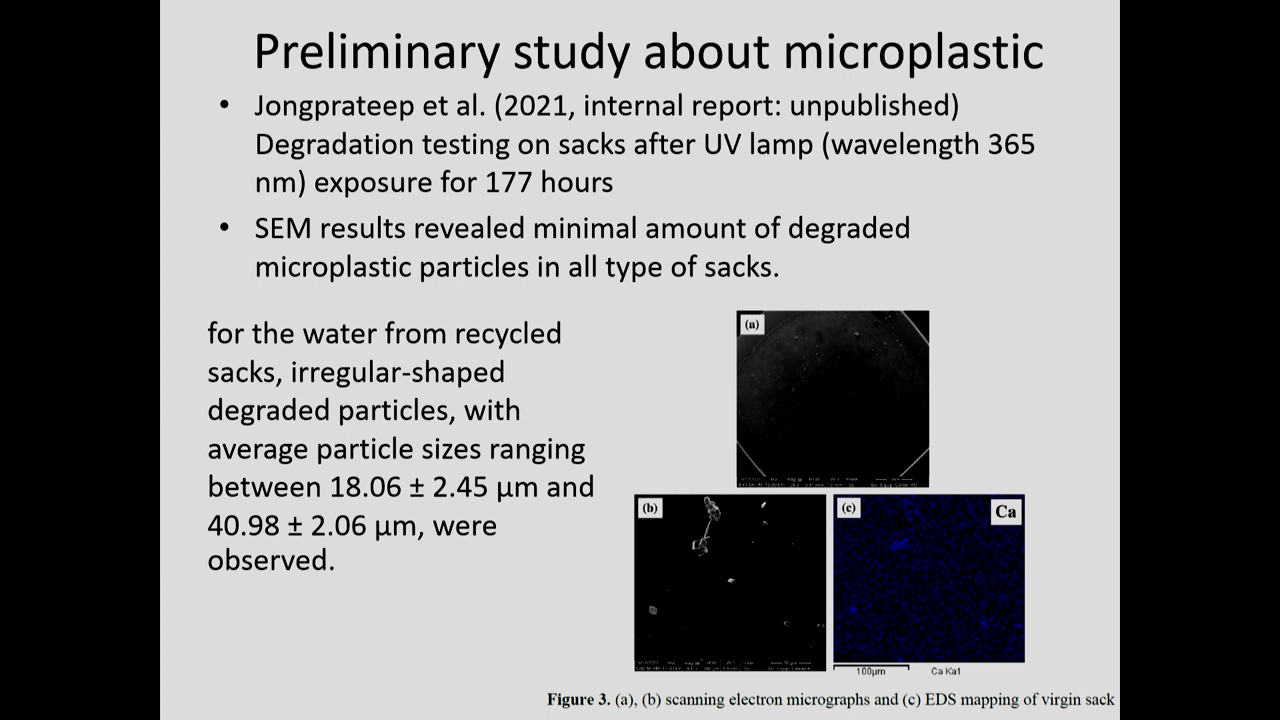 Preliminary study about microplastic
• Jongprateep et al. (2021, internal report: unpublished)
Degradation testing on sacks after UV lamp (wavelength 365
nm) exposure for 177 hours
• SEM results revealed minimal amount of degraded
microplastic particles in all type of sacks.
for the water from recycled
sacks, irregular-shaped
degraded particles, with
average particle sizes ranging
between 18.06 ± 2.45 μm and
40.98 ± 2.06 μm, were
observed.
(a)
(b)
(c)
Ca
100μm
Ca Ka1
Figure 3. (a), (b) scanning electron micrographs and (c) EDS mapping of virgin sack